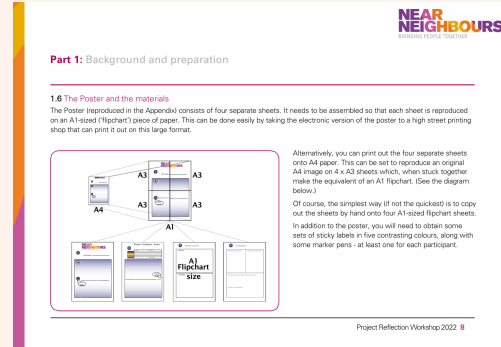 NEAR
NEIGHBOURS
BRINGING PEOPLE TOGETHER
Part 1: Background and preparation
1.6 The Poster and the materials
The Poster (reproduced in the Appendix) consists of four separate sheets. It needs to be assembled so that each sheet is reproduced
on an A1-sized ('flipchart') piece of paper. This can be done easily by taking the electronic version of the poster to a high street printing
shop that can print it out on this large format.
Alternatively, you can print out the four separate sheets
onto A4 paper. This can be set to reproduce an original
A4 image on 4 x A3 sheets which, when stuck together
make the equivalent of an A1 flipchart. (See the diagram
below.)
Of course, the simplest way (if not the quickest) is to copy
out the sheets by hand onto four A1-sized flipchart sheets.
In addition to the poster, you will need to obtain some
sets of sticky labels in five contrasting colours, along with
some marker pens - at least one for each participant.
A3
A3
A3
A3
A4
A1
A1
Flipchart
size
Project Reflection Workshop 2022 8